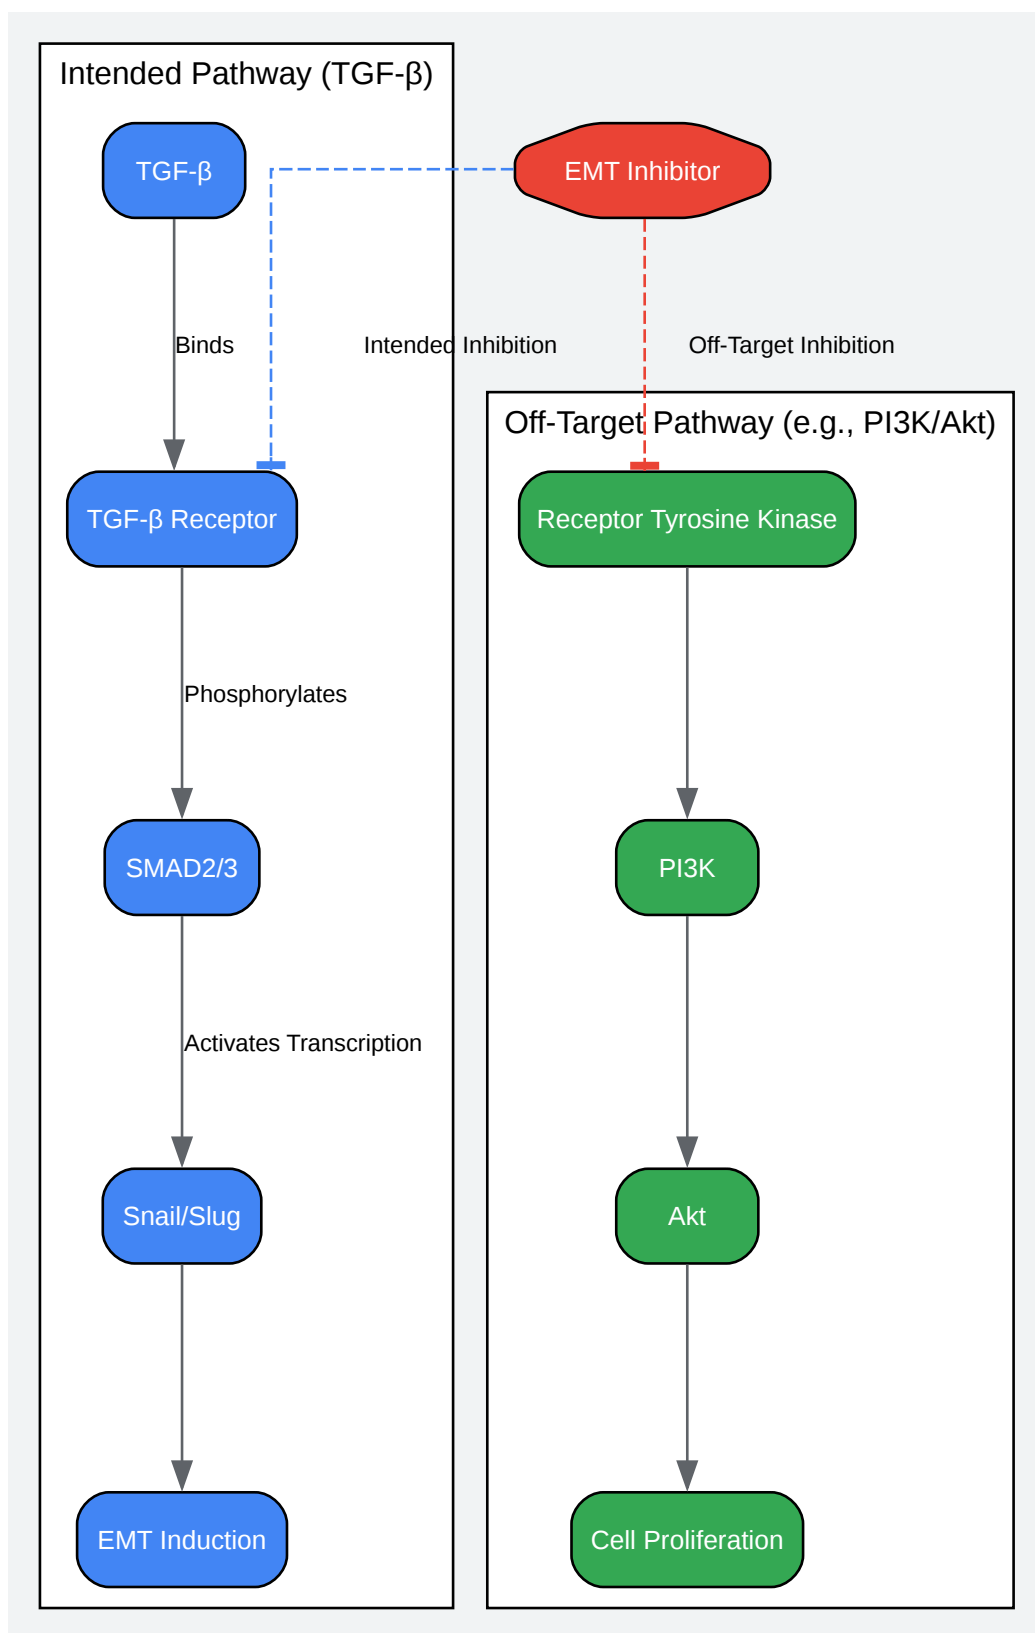 Intended Pathway (TGF-β)
TGF-β
EMT Inhibitor
Binds
Intended Inhibition
Off-Target Inhibition
Off-Target Pathway (e.g., PI3K/Akt)
TGF-β Receptor
Receptor Tyrosine Kinase
Phosphorylates
SMAD2/3
PI3K
Activates Transcription
Snail/Slug
Akt
EMT Induction
Cell Proliferation